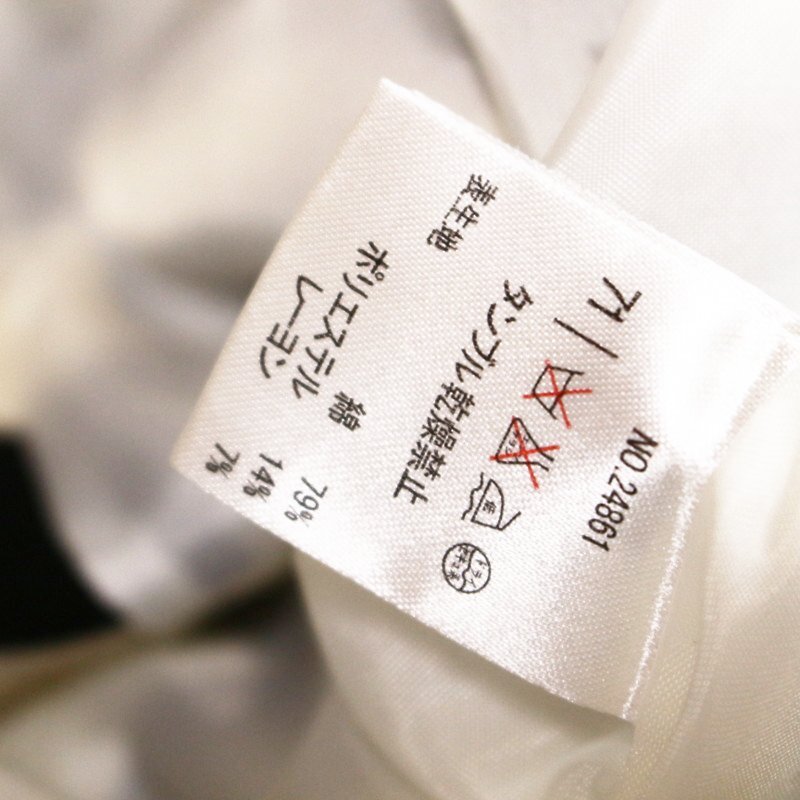 NO.24861
71
タンブル乾燥禁止
表生地
綿 79%
ポリエステル 14%
レーヨン 7%